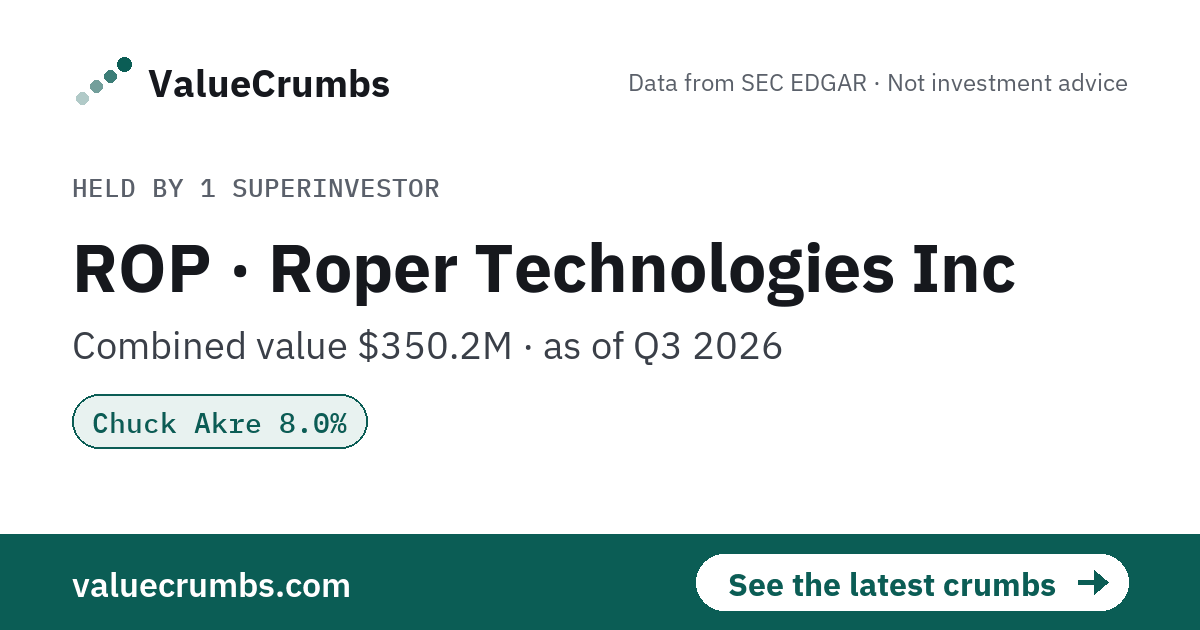 ValueCrumbs
Data from SEC EDGAR · Not investment advice
HELD BY 1 SUPERINVESTOR
ROP · Roper Technologies Inc
Combined value $350.2M · as of Q3 2026
Chuck Akre 8.0%
valuecrumbs.com
See the latest crumbs